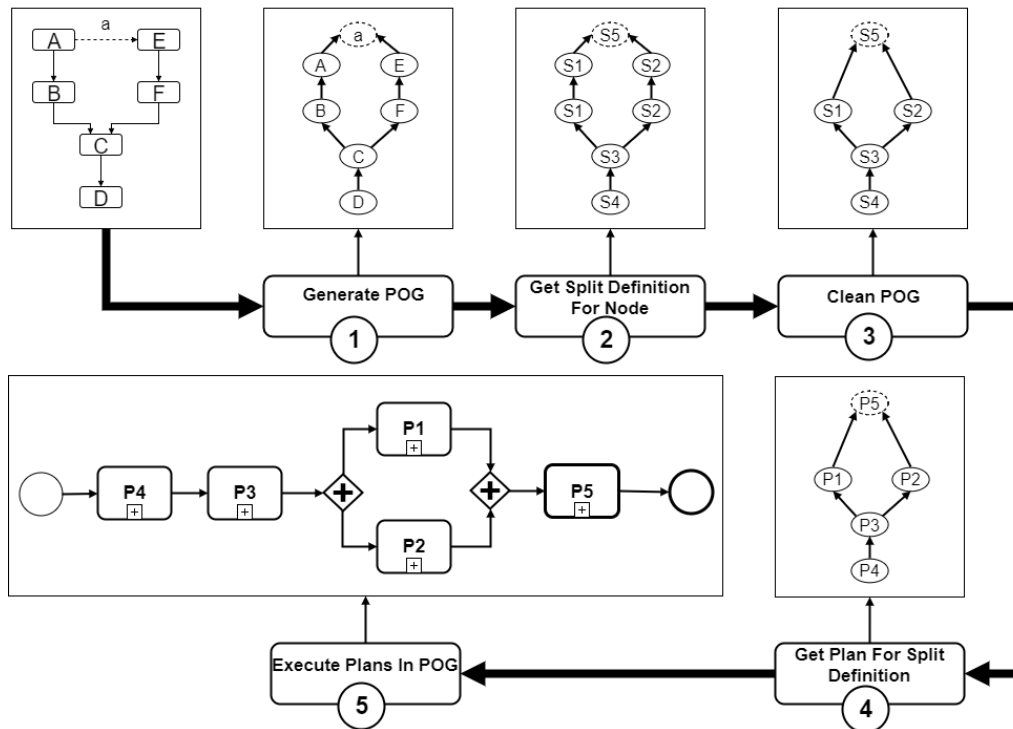 a
A
E
B
F
C
D
a
A
E
B
F
C
D
S5
S1
S2
S1
S2
S3
S4
S5
S1
S2
S3
S4
Generate POG
1
Get Split Definition
For Node
2
Clean POG
3
P1
+
P4
+
P3
+
+
+
P5
+
P2
+
P5
P1
P2
P3
P4
Execute Plans In POG
5
Get Plan For Split
Definition
4